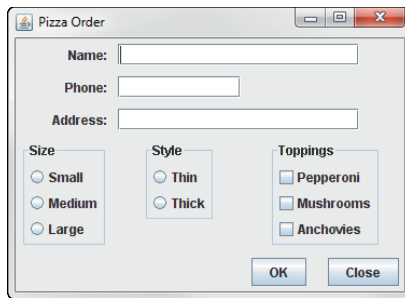 Pizza Order
Name:
Phone:
Address:
Size Style Toppings
Small Thin Pepperoni
Medium Thick Mushrooms
Large Anchovies
OK Close